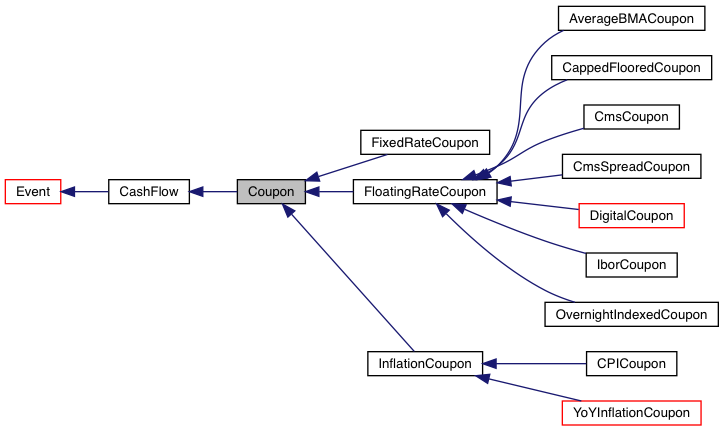 AverageBMACoupon
CappedFlooredCoupon
CmsCoupon
FixedRateCoupon
CmsSpreadCoupon
Event
CashFlow
Coupon
FloatingRateCoupon
DigitalCoupon
IborCoupon
OvernightIndexedCoupon
InflationCoupon
CPICoupon
YoYInflationCoupon